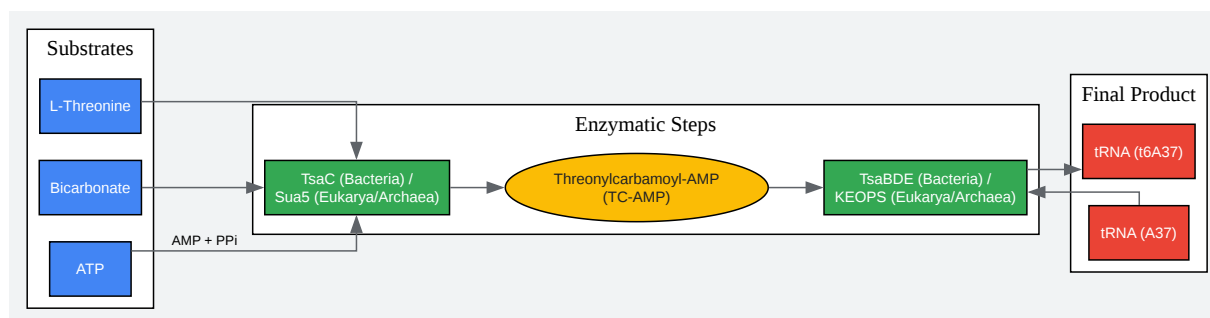 Substrates
L-Threonine
Bicarbonate
ATP
AMP + PPi
Enzymatic Steps
TsaC (Bacteria) /
Sua5 (Eukarya/Archaea)
Threonylcarbamoyl-AMP
(TC-AMP)
TsaBDE (Bacteria) /
KEOPS (Eukarya/Archaea)
Final Product
tRNA (t6A37)
tRNA (A37)